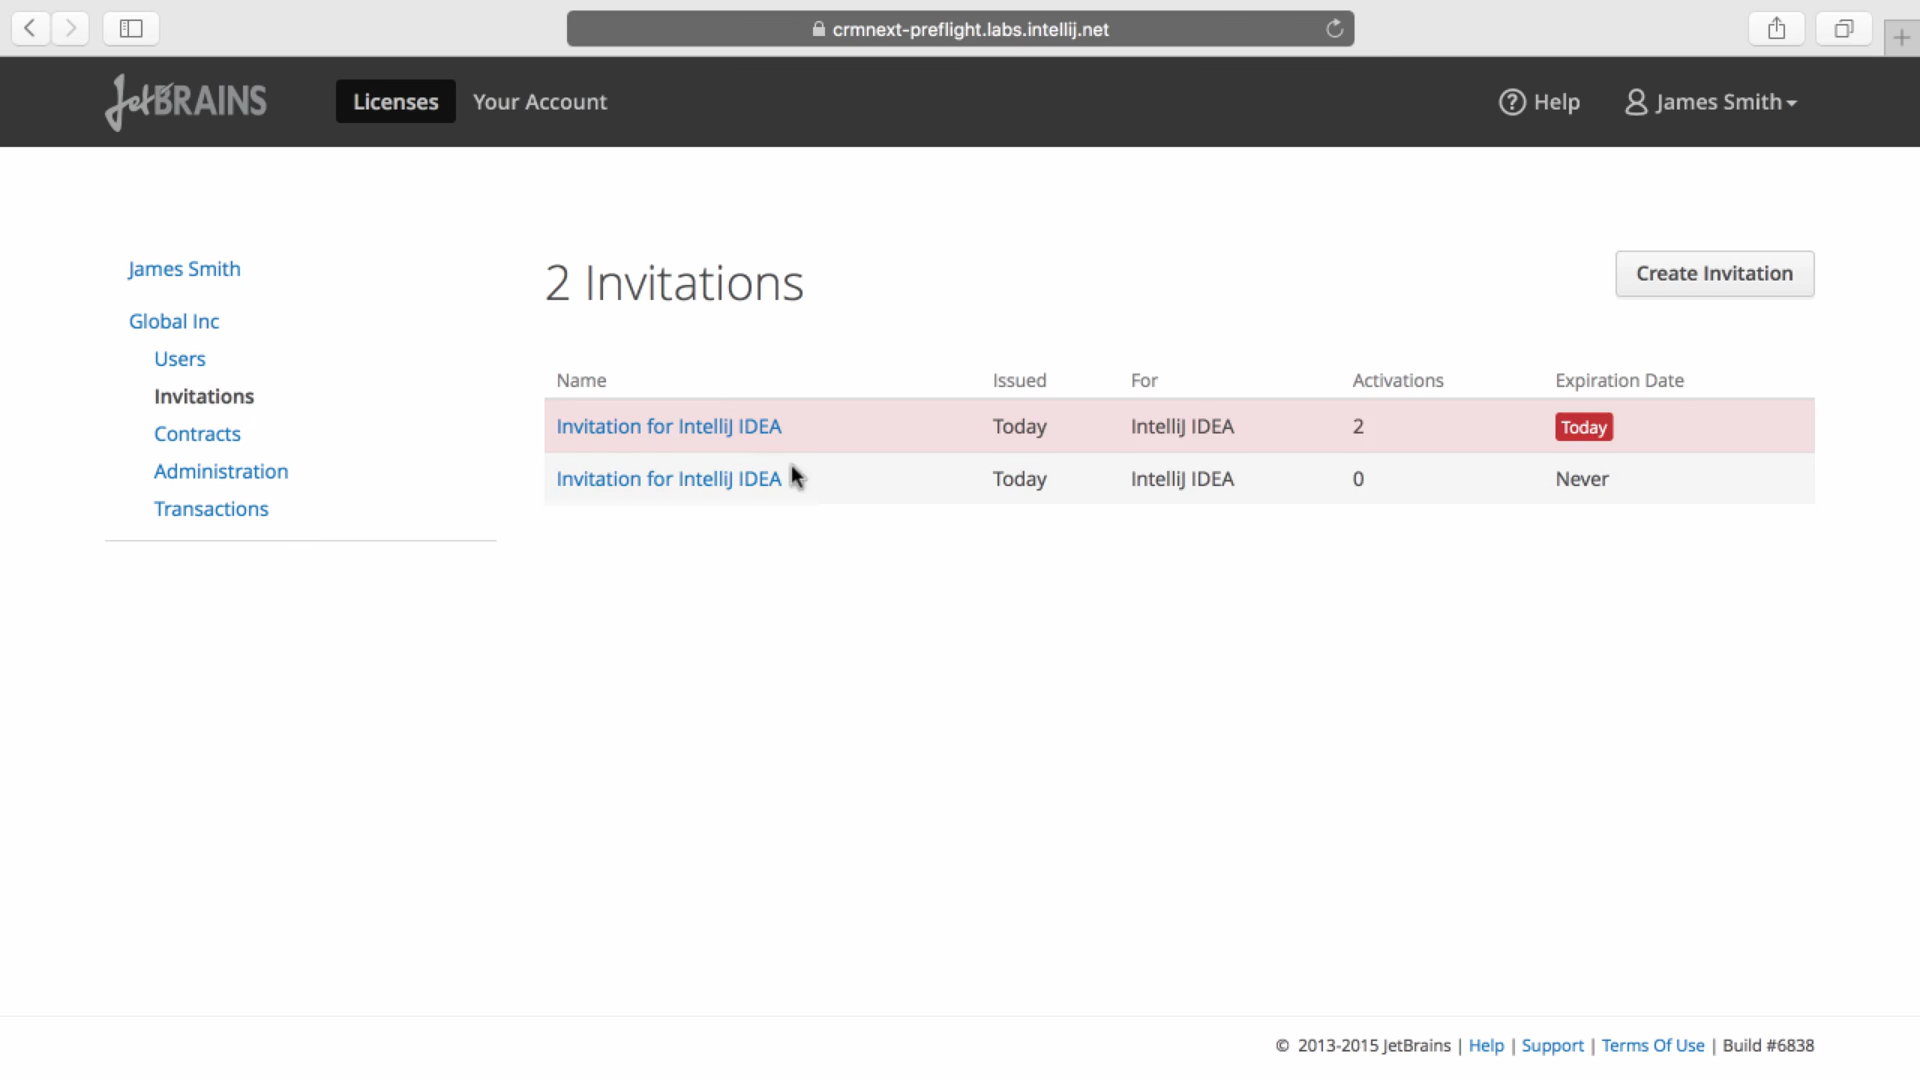 crmnext-preflight.labs.intellij.net
JetBRAINS Licenses Your Account Help James Smith
James Smith
Global Inc
Users
Invitations
Contracts
Administration
Transactions
2 Invitations
Create Invitation
Name Issued For Activations Expiration Date
Invitation for IntelliJ IDEA Today IntelliJ IDEA 2 Today
Invitation for IntelliJ IDEA Today IntelliJ IDEA 0 Never
© 2013-2015 JetBrains | Help | Support | Terms Of Use | Build #6838